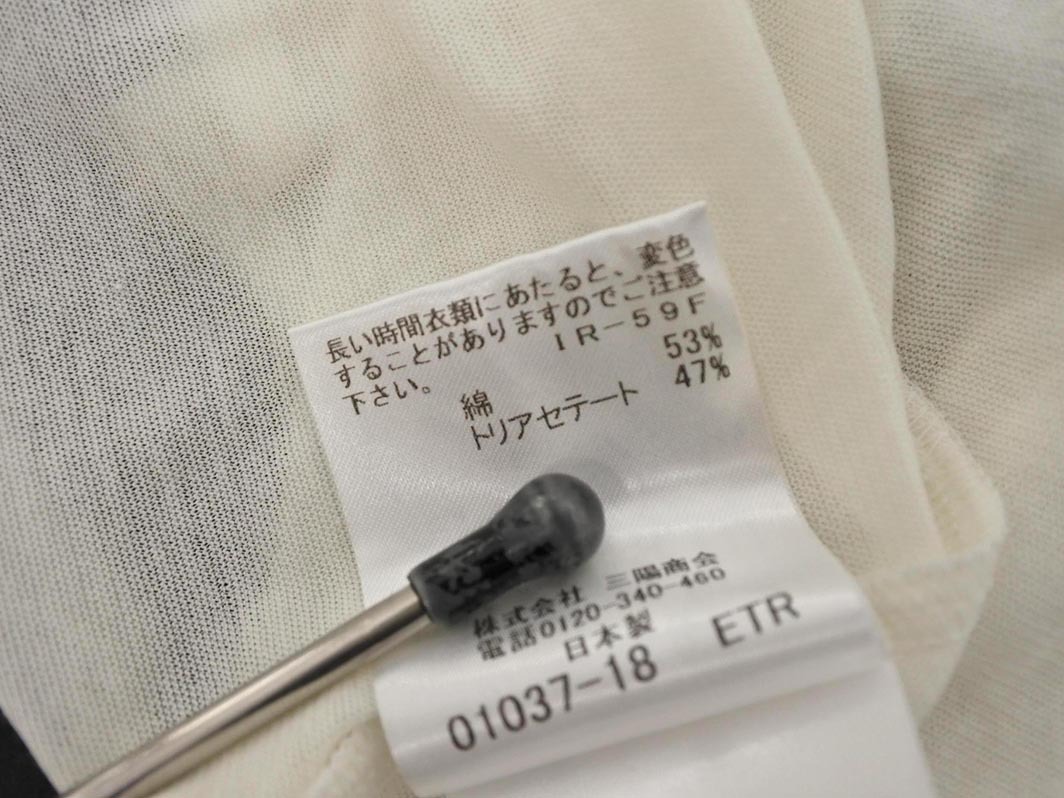 長い時間衣類にあたると、変色
することがありますのでご注意
下さい。
IR-59F
綿 53%
トリアセテート 47%
株式会社 三陽商会
電話0120-340-460
日本製
ETR
01037-18